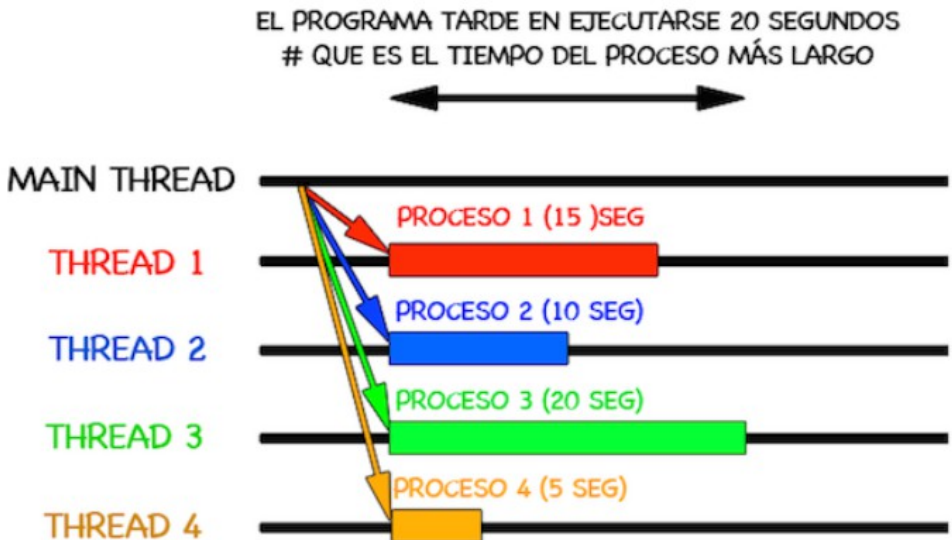 EL PROGRAMA TARDE EN EJECUTARSE 20 SEGUNDOS
# QUE ES EL TIEMPO DEL PROCESO MÁS LARGO
MAIN THREAD
PROCESO 1 (15 )SEG
THREAD 1
PROCESO 2 (10 SEG)
THREAD 2
PROCESO 3 (20 SEG)
THREAD 3
PROCESO 4 (5 SEG)
THREAD 4